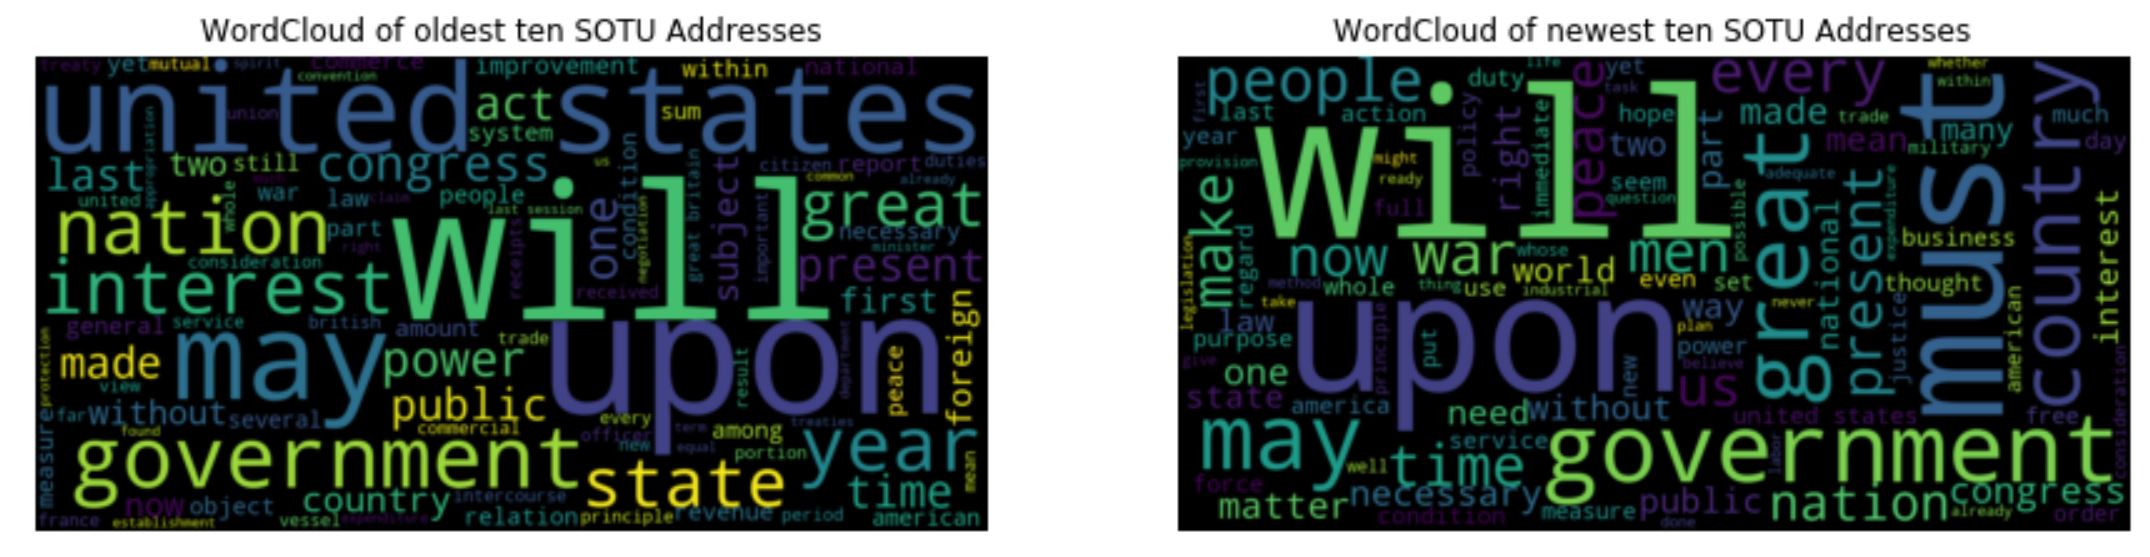 WordCloud of oldest ten SOTU Addresses
treaty yet mutual spirit commerce improvement within national
convention
united states
union act sum
system
appropriation
last two still congress us citizen report duties
common already
united whole war law claim people condition subject great
last session
nation part one negotiation great britain important necessary
right minister
consideration receipts will present
interest received first
general service british amount foreign
protection made may power trade upon result department peace
view
measure far without several public every
commercial
found officer term among treaties
new equal portion
government state year
now object country intercourse time mean
france establishment vessel expenditure relation principle revenue period american
WordCloud of newest ten SOTU Addresses
first people duty life yet peace every whether
task within
last action policy hope made trade must country much
year will right immediate two part mean many day
provision might military
ready seem adequate
make full question possible great
legislation regard now war whose men national present expenditure business interest
world even set thought
method whole thing use industrial
take never
law upon way justice american
purpose plan
give principle put new power
one believe
state america need without us united states free consideration
may service government
well time labor
force matter necessary public nation congress
condition measure done already order